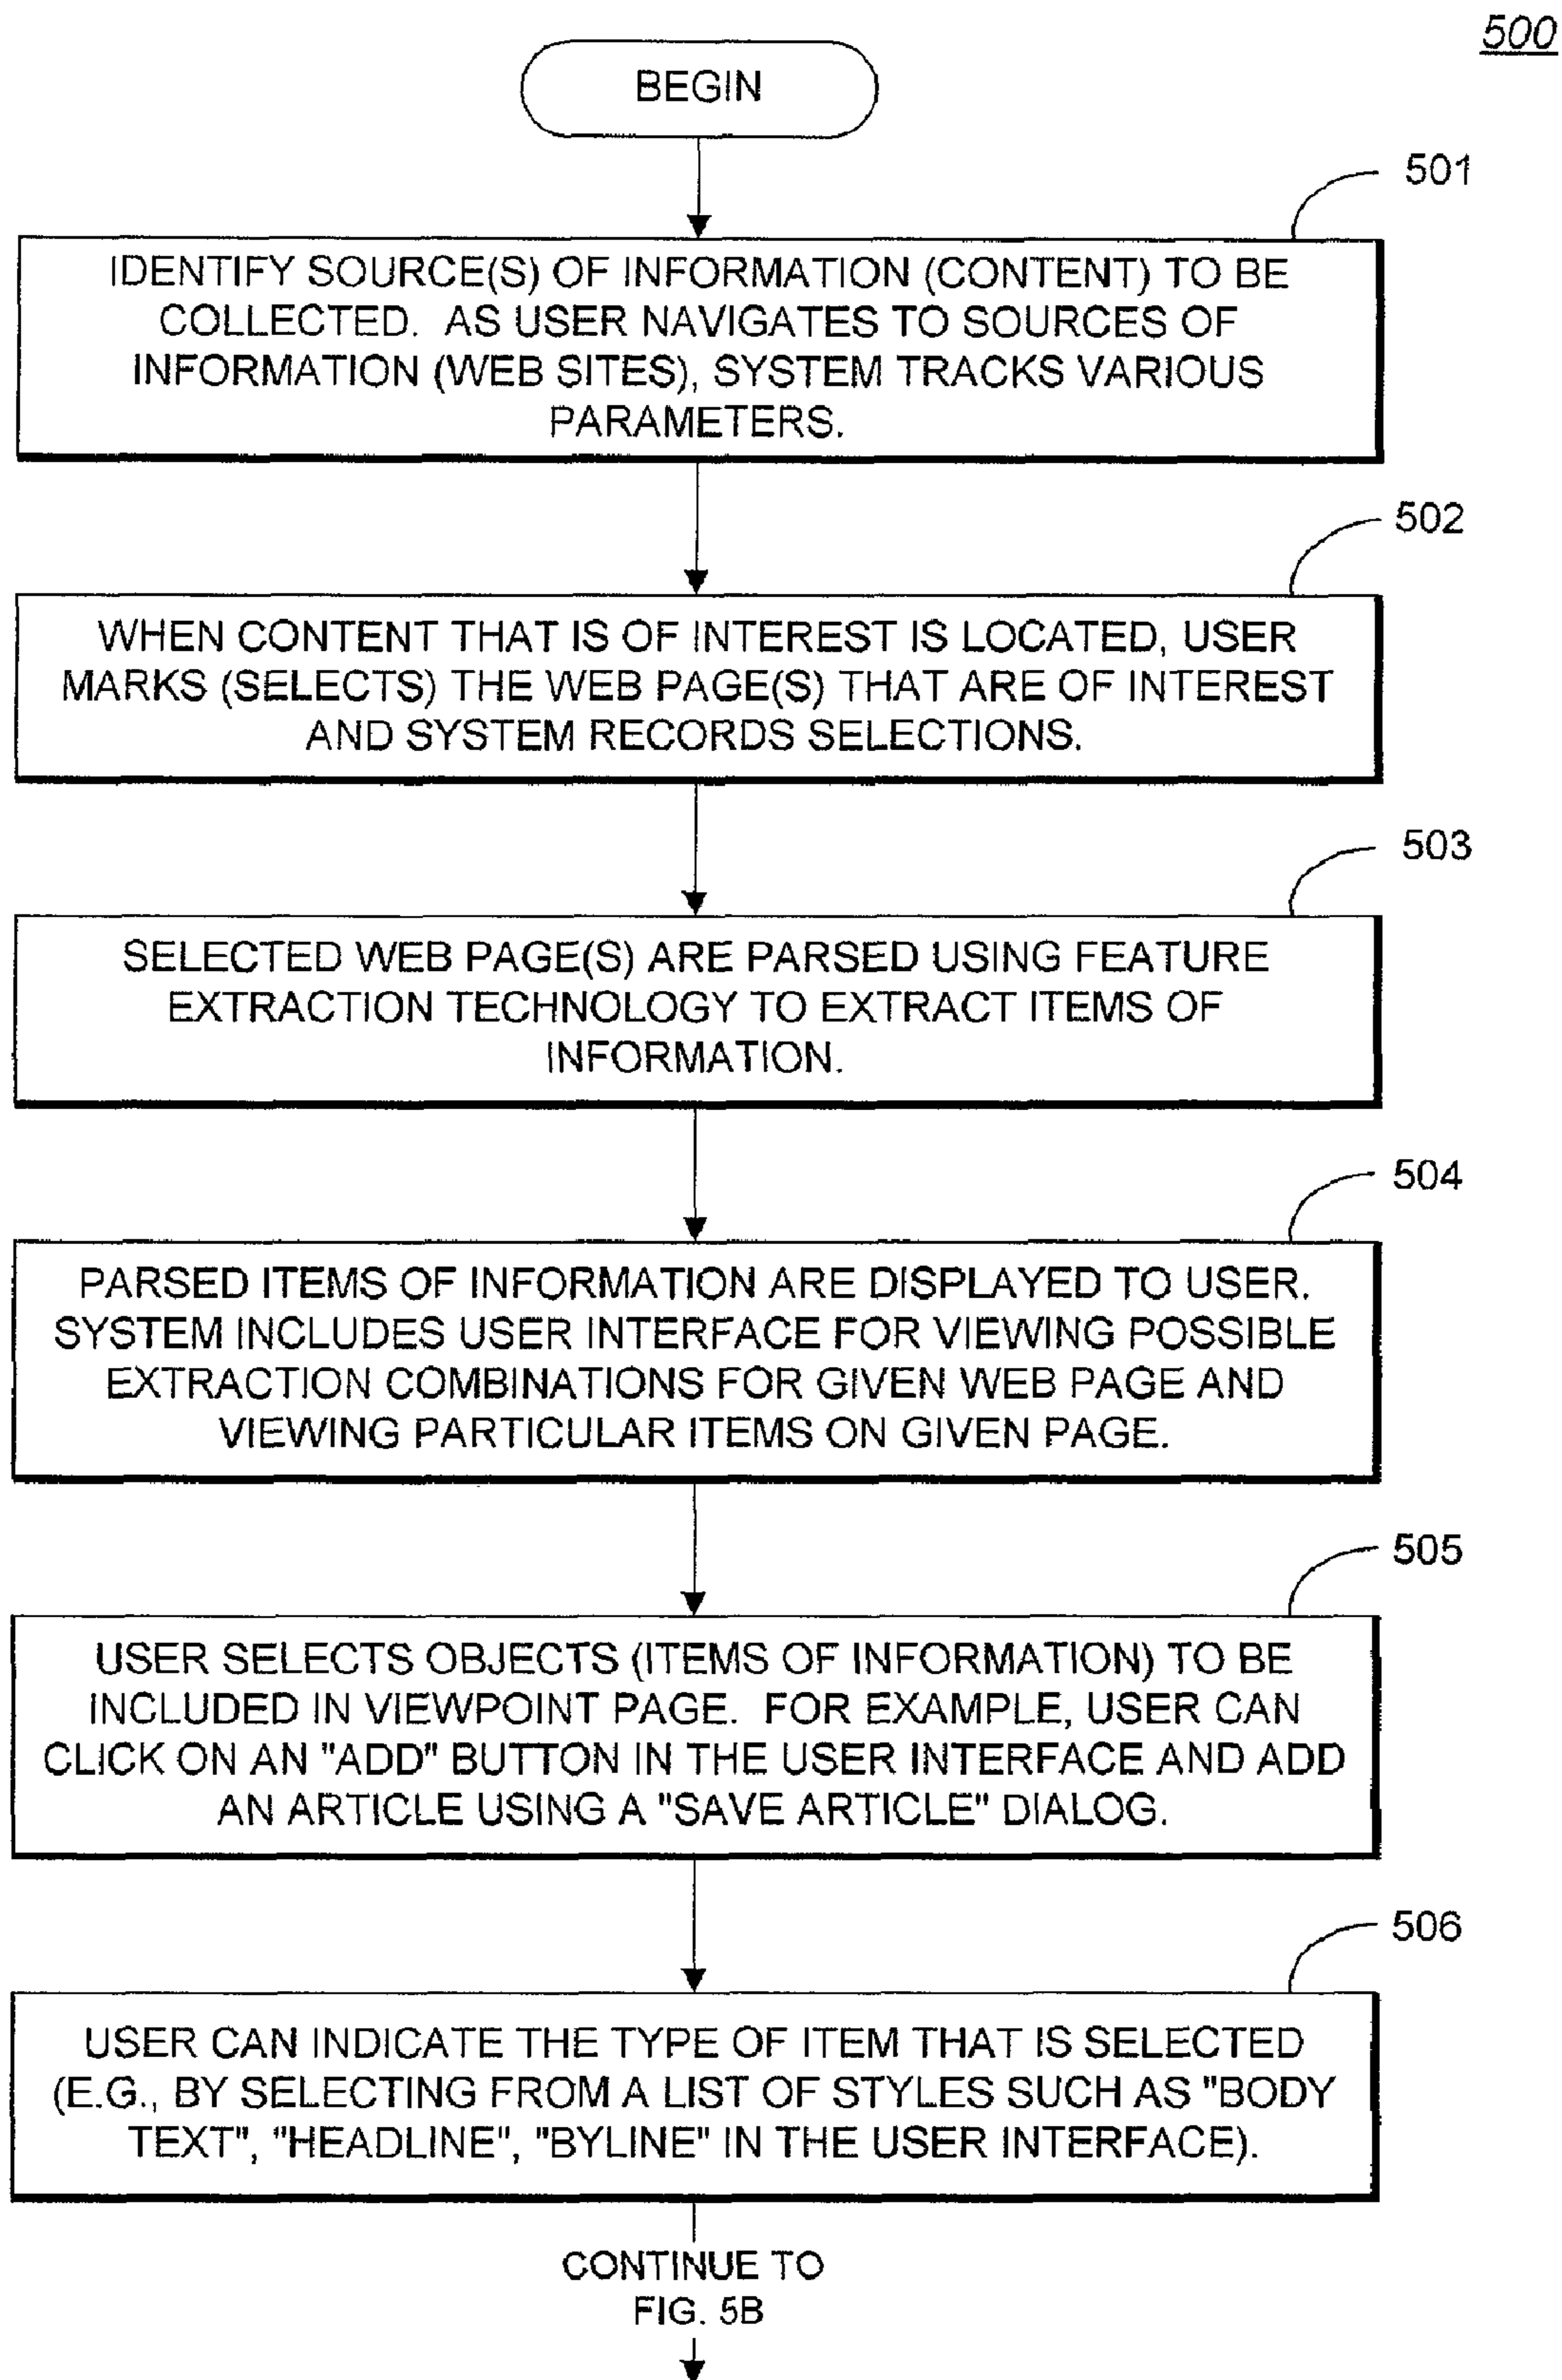 500
BEGIN
501
IDENTIFY SOURCE(S) OF INFORMATION (CONTENT) TO BE
COLLECTED. AS USER NAVIGATES TO SOURCES OF
INFORMATION (WEB SITES), SYSTEM TRACKS VARIOUS
PARAMETERS.
502
WHEN CONTENT THAT IS OF INTEREST IS LOCATED, USER
MARKS (SELECTS) THE WEB PAGE(S) THAT ARE OF INTEREST
AND SYSTEM RECORDS SELECTIONS.
503
SELECTED WEB PAGE(S) ARE PARSED USING FEATURE
EXTRACTION TECHNOLOGY TO EXTRACT ITEMS OF
INFORMATION.
504
PARSED ITEMS OF INFORMATION ARE DISPLAYED TO USER.
SYSTEM INCLUDES USER INTERFACE FOR VIEWING POSSIBLE
EXTRACTION COMBINATIONS FOR GIVEN WEB PAGE AND
VIEWING PARTICULAR ITEMS ON GIVEN PAGE.
505
USER SELECTS OBJECTS (ITEMS OF INFORMATION) TO BE
INCLUDED IN VIEWPOINT PAGE. FOR EXAMPLE, USER CAN
CLICK ON AN "ADD" BUTTON IN THE USER INTERFACE AND ADD
AN ARTICLE USING A "SAVE ARTICLE" DIALOG.
506
USER CAN INDICATE THE TYPE OF ITEM THAT IS SELECTED
(E.G., BY SELECTING FROM A LIST OF STYLES SUCH AS "BODY
TEXT", "HEADLINE", "BYLINE" IN THE USER INTERFACE).
CONTINUE TO
FIG. 5B